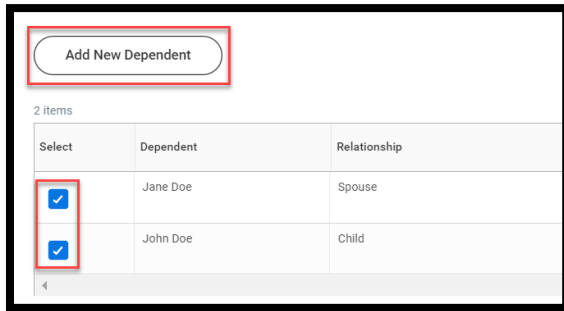 Add New Dependent
2 items
Select Dependent Relationship
Jane Doe Spouse
John Doe Child